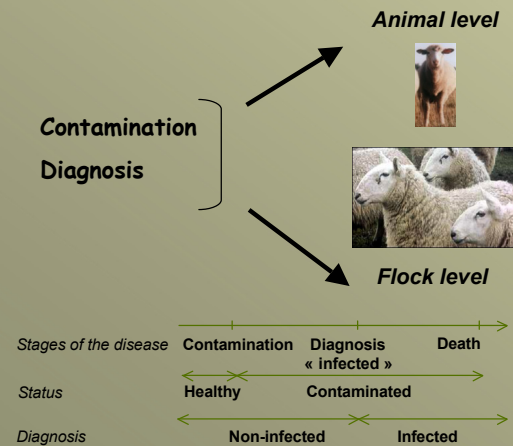 Animal level
Contamination
Diagnosis
Flock level
Stages of the disease Contamination Diagnosis Death
« infected »
Status Healthy Contaminated
Diagnosis Non-infected Infected